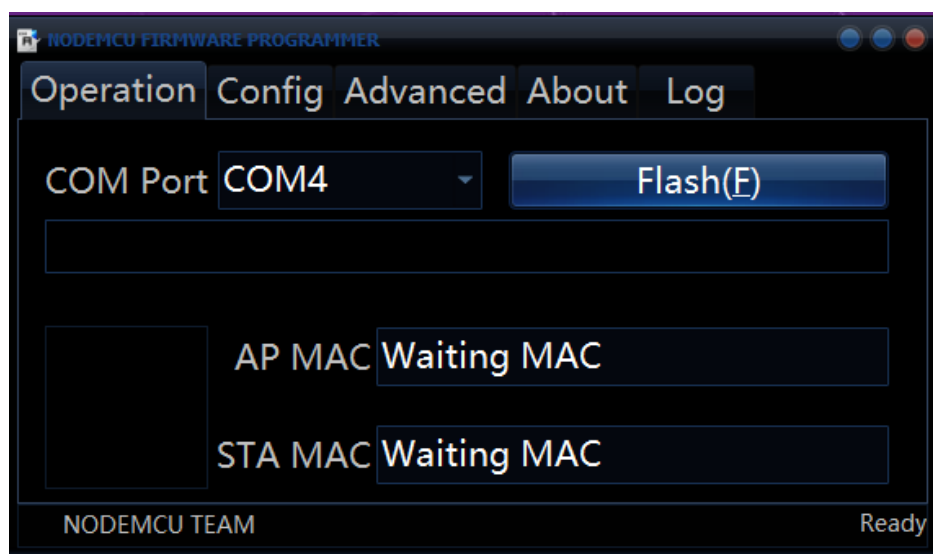 NODEMCU FIRMWARE PROGRAMMER
Operation Config Advanced About Log
COM Port COM4 Flash(F)
AP MAC Waiting MAC
STA MAC Waiting MAC
NODEMCU TEAM Ready